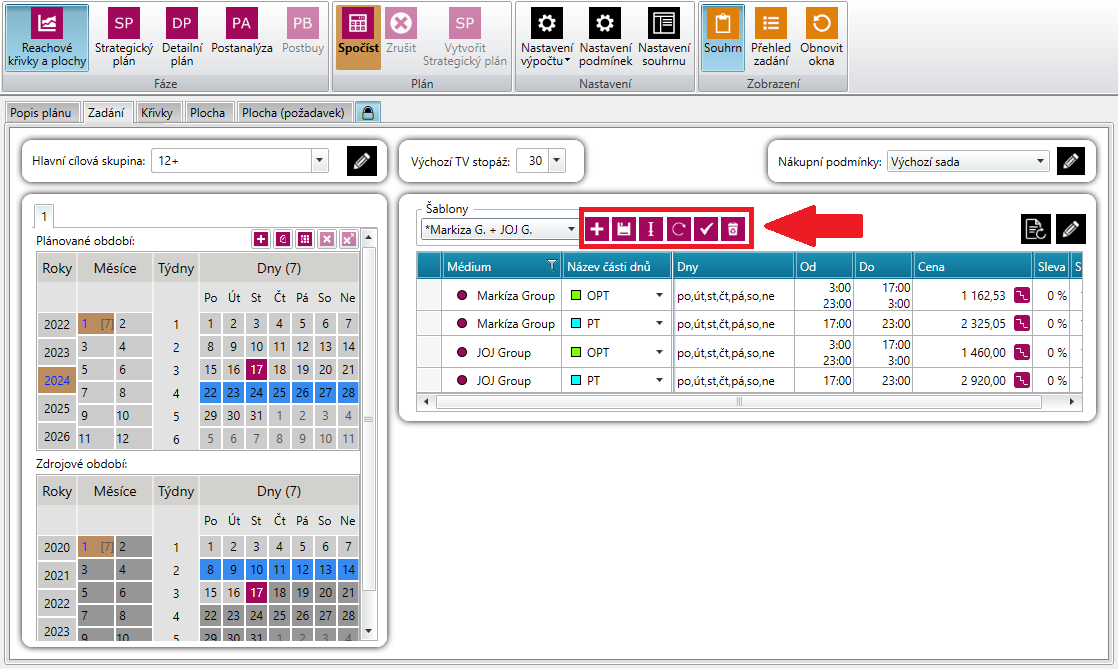 SP DP PA PB SP
Reachové křivky a plochy Strategický plán Detailní plán Postanalýza Postbuy Spočíst Zrušit Vytvořit Strategický plán Nastavení výpočtu Nastavení podmínek Nastavení souhrnu Souhrn Přehled zadání Obnovit okna
Fáze Plán Nastavení Zobrazení
Popis plánu Zadání Křivky Plocha Plocha (požadavek)
Hlavní cílová skupina: 12+ Výchozí TV stopáž: 30 Nákupní podmínky: Výchozí sada
1
Plánované období:
Roky Měsíce Týdny Dny (7)
Po Út St Čt Pá So Ne
2022 1 [7] 2 1 1 2 3 4 5 6 7
2023 3 4 2 8 9 10 11 12 13 14
5 6 3 15 16 17 18 19 20 21
2024 7 8 4 22 23 24 25 26 27 28
2025 9 10 5 29 30 31 1 2 3 4
2026 11 12 6 5 6 7 8 9 10 11
Zdrojové období:
Roky Měsíce Týdny Dny (7)
Po Út St Čt Pá So Ne
2020 1 [7] 2 1 1 2 3 4 5 6 7
2021 3 4 2 8 9 10 11 12 13 14
5 6 3 15 16 17 18 19 20 21
2022 7 8 4 22 23 24 25 26 27 28
2023 9 10 5 29 30 31 1 2 3 4
Šablony
*Markiza G. + JOJ G.
Médium Název části dnů Dny Od Do Cena Sleva S
Markíza Group OPT po,út,st,čt,pá,so,ne 3:00 23:00 17:00 3:00 1 162,53 0 %
Markíza Group PT po,út,st,čt,pá,so,ne 17:00 23:00 2 325,05 0 %
JOJ Group OPT po,út,st,čt,pá,so,ne 3:00 23:00 17:00 3:00 1 460,00 0 %
JOJ Group PT po,út,st,čt,pá,so,ne 17:00 23:00 2 920,00 0 %